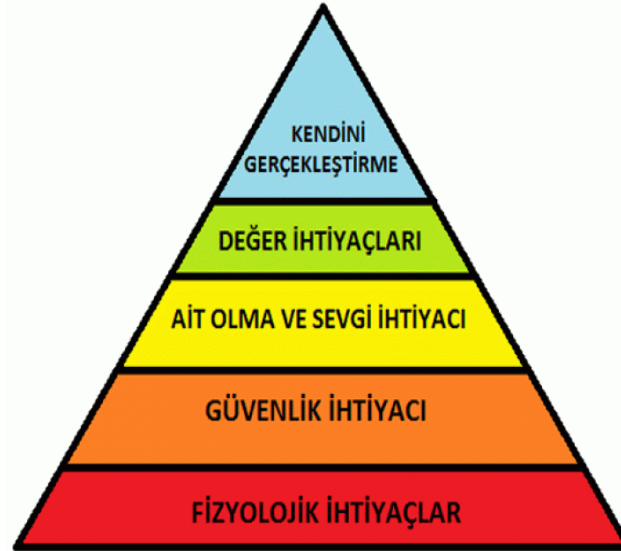 KENDİNİ
GERÇEKLEŞTİRME
DEĞER İHTİYAÇLARI
AİT OLMA VE SEVGİ İHTİYACI
GÜVENLİK İHTİYACI
FİZYOLOJİK İHTİYAÇLAR